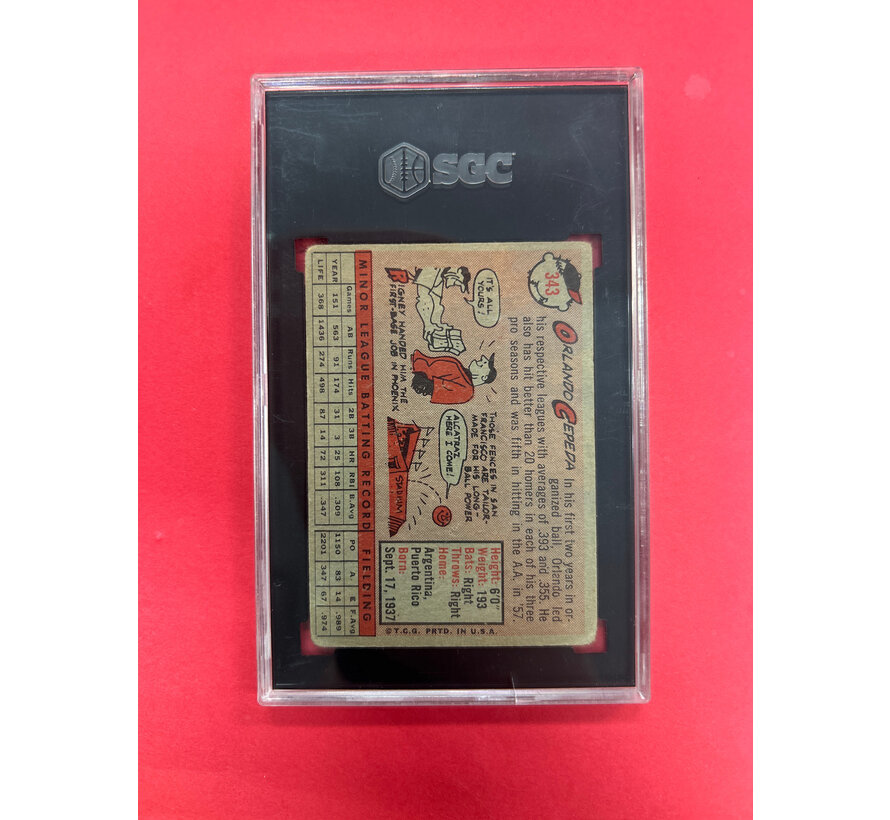 SGC
343
ORLANDO CEPEDA In his first two years in or-
ganized ball, Orlando led
his respective leagues with averages of .393 and .355. He
also has hit better than 20 homers in each of his three
pro seasons and was fifth in hitting in the A.A. in '57.
IT'S ALL
YOURS!
RIGNEY HANDED HIM THE
FIRST-BASE JOB IN PHOENIX
THOSE FENCES IN SAN
FRANCISCO ARE TAILOR-
MADE FOR HIS LONG-
BALL POWER
ALCATRAZ
HERE I COME!
STADIUM
Height: 6'0"
Weight: 193
Bats: Right
Throws: Right
Home:
Argentina,
Puerto Rico
Born:
Sept. 17, 1937
©T.C.G. PRTD. IN U.S.A.
MINOR LEAGUE BATTING RECORD FIELDING
Games AB Runs Hits 2B 3B HR RBI B.Avg PO A. E F.Avg
YEAR 151 563 91 174 31 3 25 108 .309 1150 83 14 .989
LIFE 368 1436 274 498 87 14 72 311 .347 2201 347 67 .974